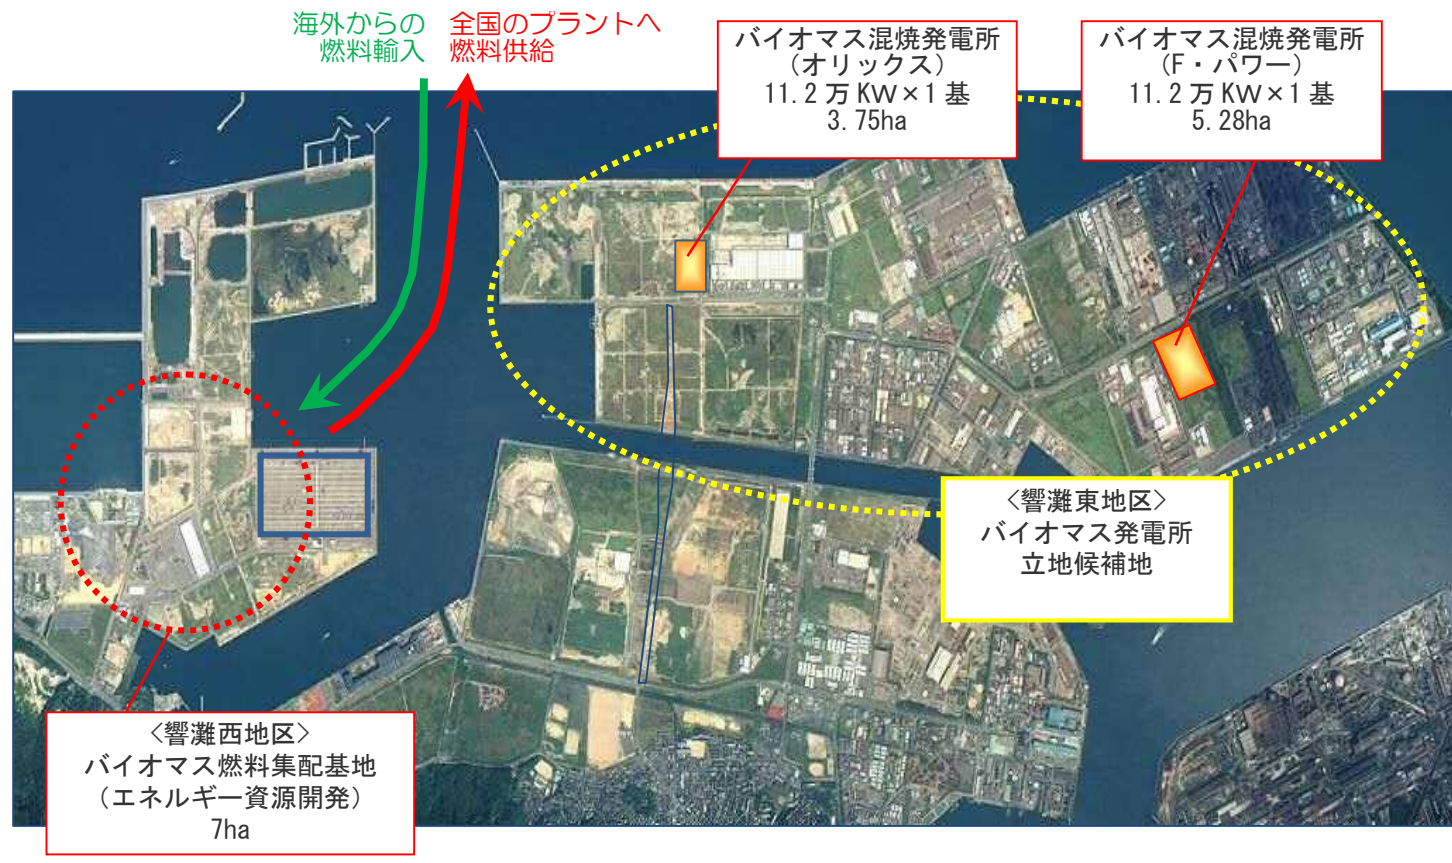 海外からの
燃料輸入
全国のプラントへ
燃料供給
バイオマス混焼発電所
(オリックス)
11.2万KW×1基
3.75ha
バイオマス混焼発電所
(F・パワー)
11.2万KW×1基
5.28ha
<響灘東地区>
バイオマス発電所
立地候補地
<響灘西地区>
バイオマス燃料集配基地
(エネルギー資源開発)
7ha